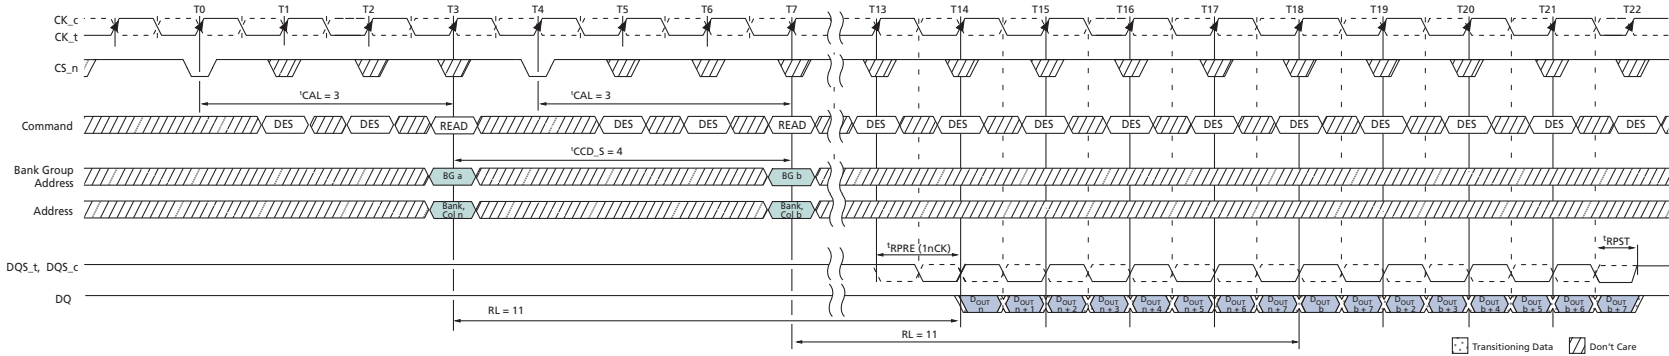 T0 T1 T2 T3 T4 T5 T6 T7 T13 T14 T15 T16 T17 T18 T19 T20 T21 T22
CK_c
CK_t
CS_n
tCAL = 3 tCAL = 3
Command DES DES READ DES DES READ DES DES DES DES DES DES DES DES DES DES
tCCD_S = 4
Bank Group
Address
BG a BG b
Address
Bank,
Col n
Bank,
Col b
tRPRE (1nCK) tRPST
DQS_t, DQS_c
DQ
DOUT
n
DOUT
n + 1
DOUT
n + 2
DOUT
n + 3
DOUT
n + 4
DOUT
n + 5
DOUT
n + 6
DOUT
n + 7
DOUT
b
DOUT
b + 7
DOUT
b + 2
DOUT
b + 3
DOUT
b + 4
DOUT
b + 5
DOUT
b + 6
DOUT
b + 7
RL = 11
RL = 11
Transitioning Data Don't Care